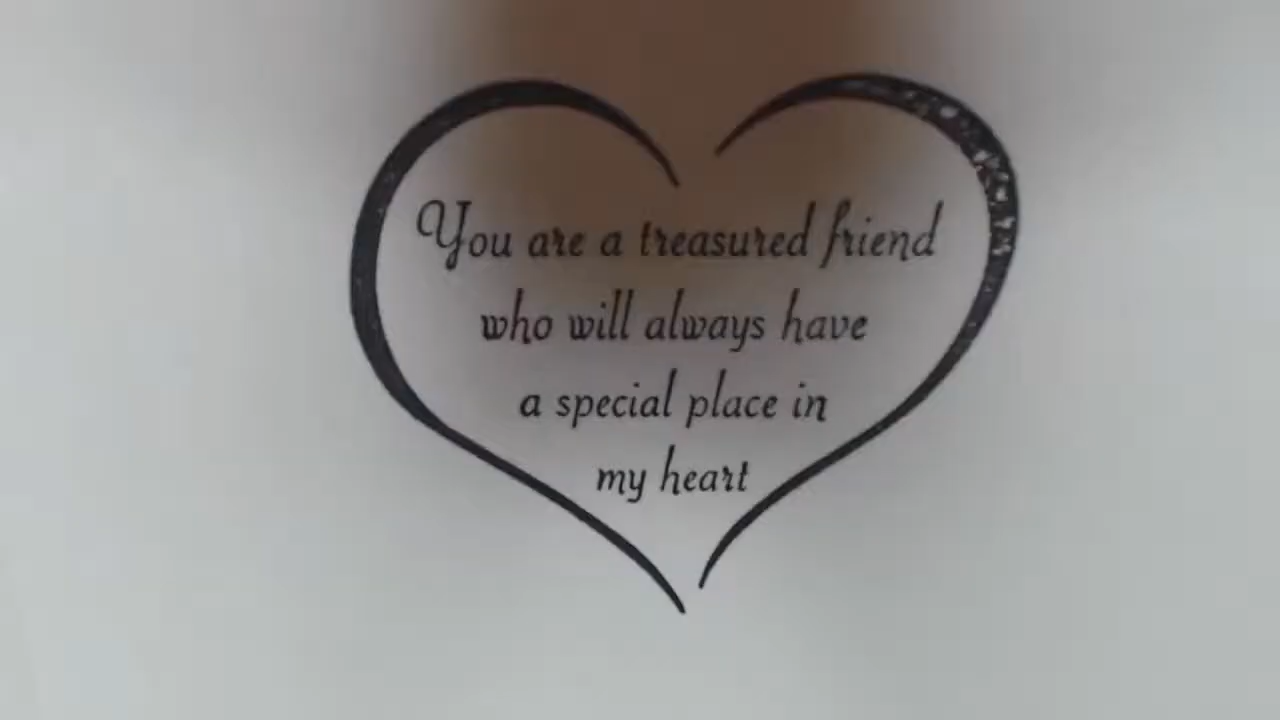 You are a treasured friend
who will always have
a special place in
my heart